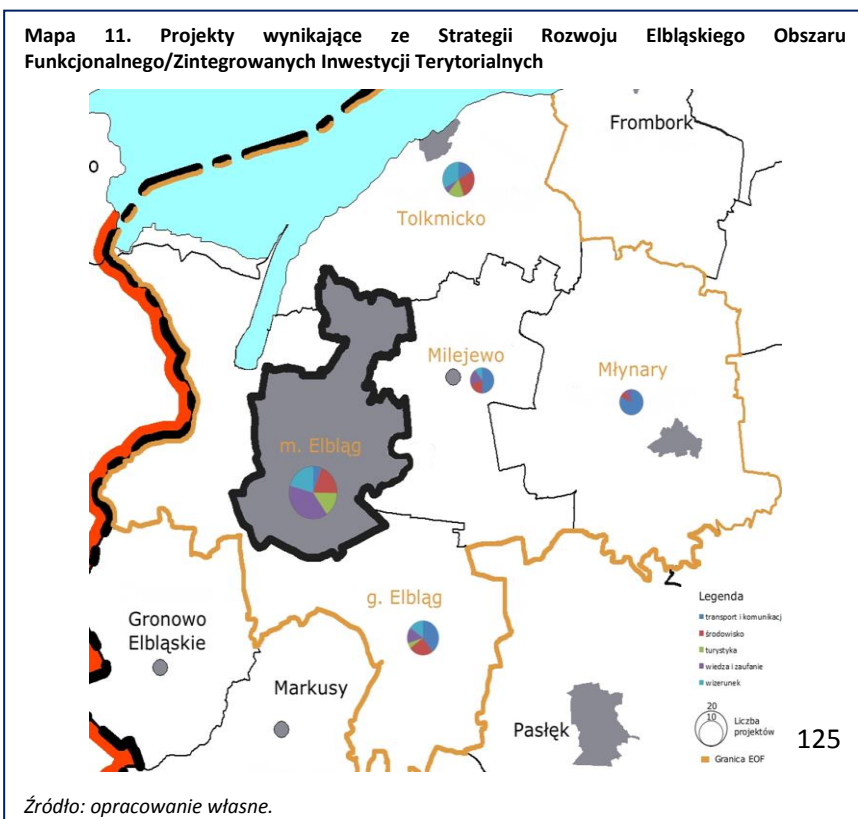 Mapa 11. Projekty wynikające ze Strategii Rozwoju Elbląskiego Obszaru
Funkcjonalnego/Zintegrowanych Inwestycji Terytorialnych
Frombork
o
Tolkmicko
Milejewo
Młynary
m. Elbląg
g. Elbląg
Gronowo
Elbląskie
Markusy
Pasłęk
Legenda
transport i komunikacj
środowisko
turystyka
wiedza i zaufanie
wizerunek
20
10
Liczba
projektów
Granica EOF
125
Źródło: opracowanie własne.